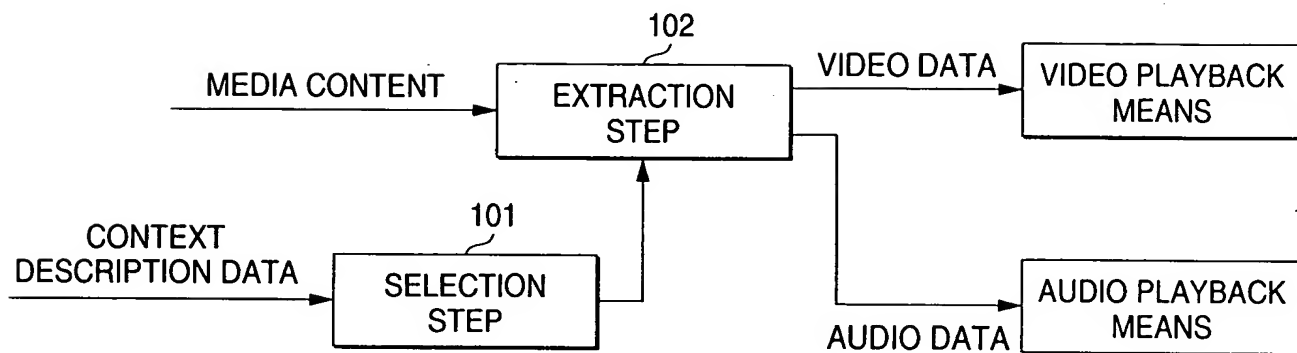 102
MEDIA CONTENT
EXTRACTION
STEP
VIDEO DATA
VIDEO PLAYBACK
MEANS
101
CONTEXT
DESCRIPTION DATA
SELECTION
STEP
AUDIO DATA
AUDIO PLAYBACK
MEANS